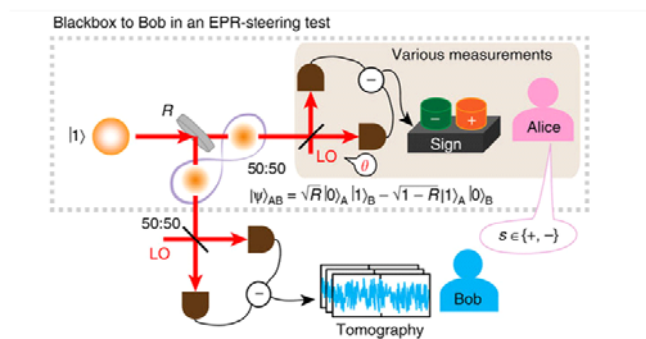 Blackbox to Bob in an EPR-steering test
Various measurements
R
|1⟩
−
− +
Sign
Alice
LO
θ
50:50
|ψ⟩AB = √R|0⟩A|1⟩B − √1−R|1⟩A|0⟩B
s∈{+, −}
50:50
LO
−
Bob
Tomography